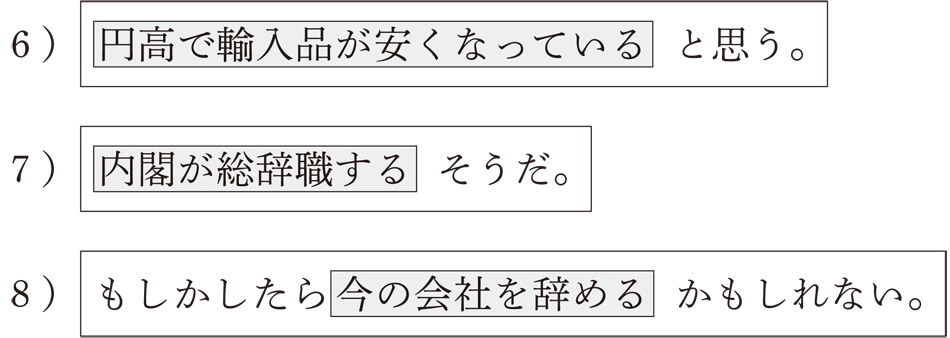 6） 円高で輸入品が安くなっている と思う。
7） 内閣が総辞職する そうだ。
8） もしかしたら今の会社を辞める かもしれない。